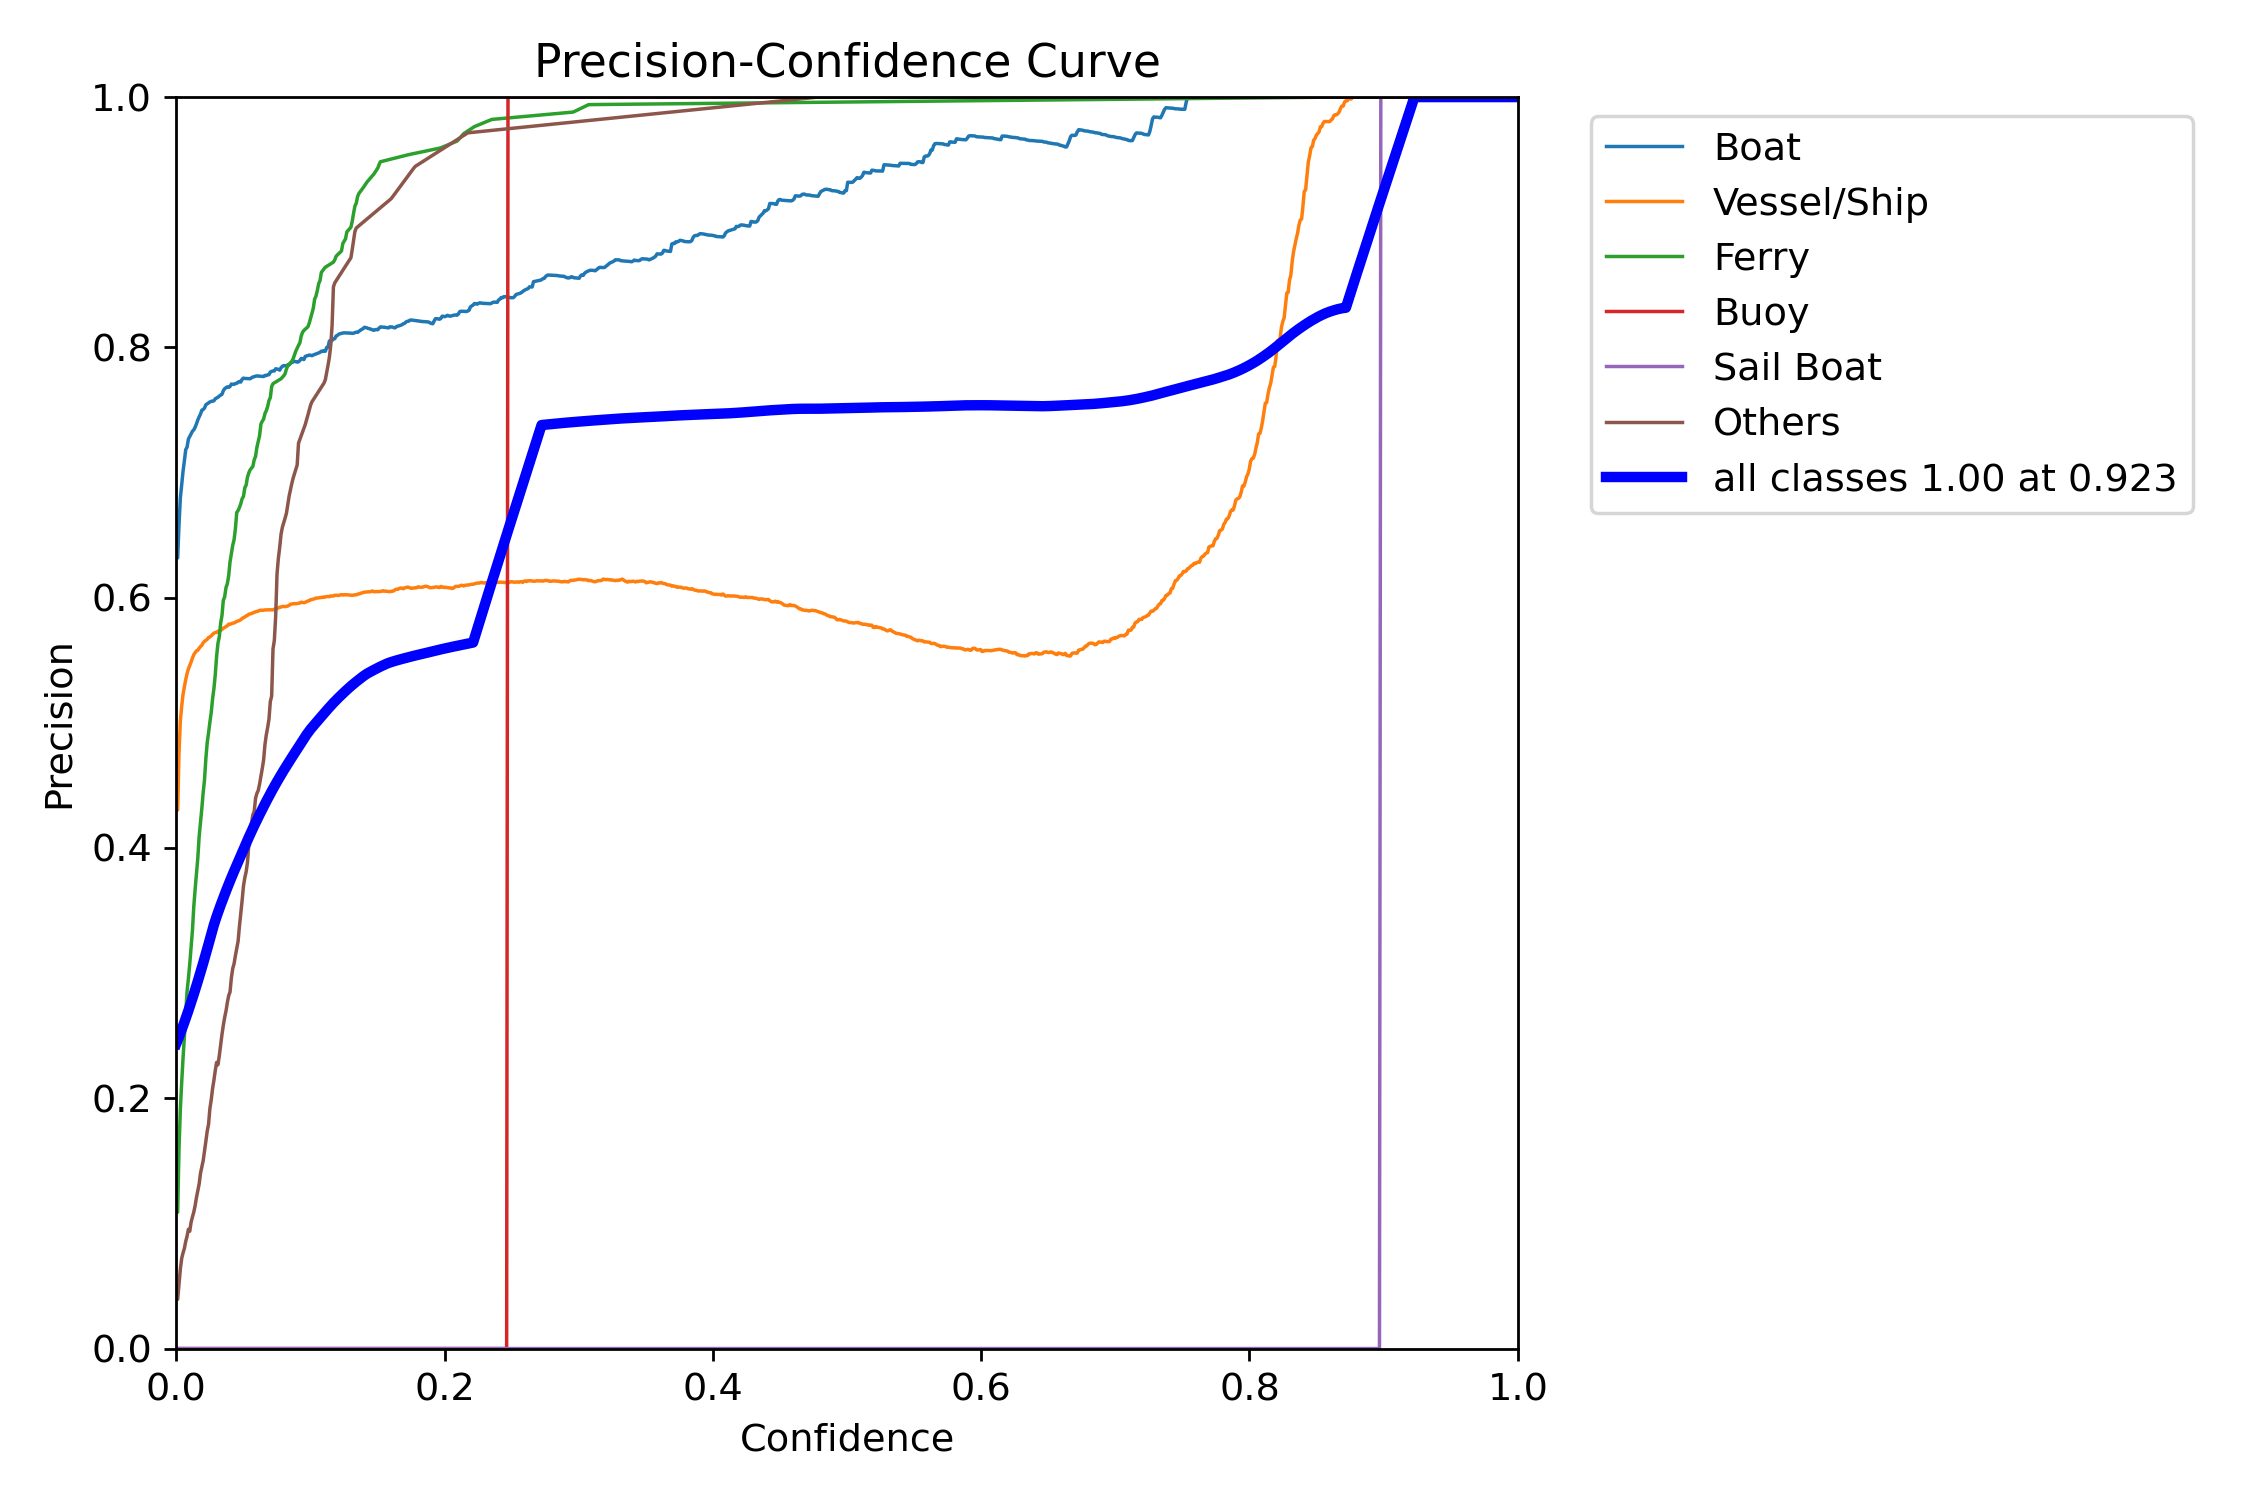 Precision-Confidence Curve
1.0
0.8
0.6
0.4
0.2
0.0
Precision
0.0 0.2 0.4 0.6 0.8 1.0
Confidence
Boat
Vessel/Ship
Ferry
Buoy
Sail Boat
Others
all classes 1.00 at 0.923